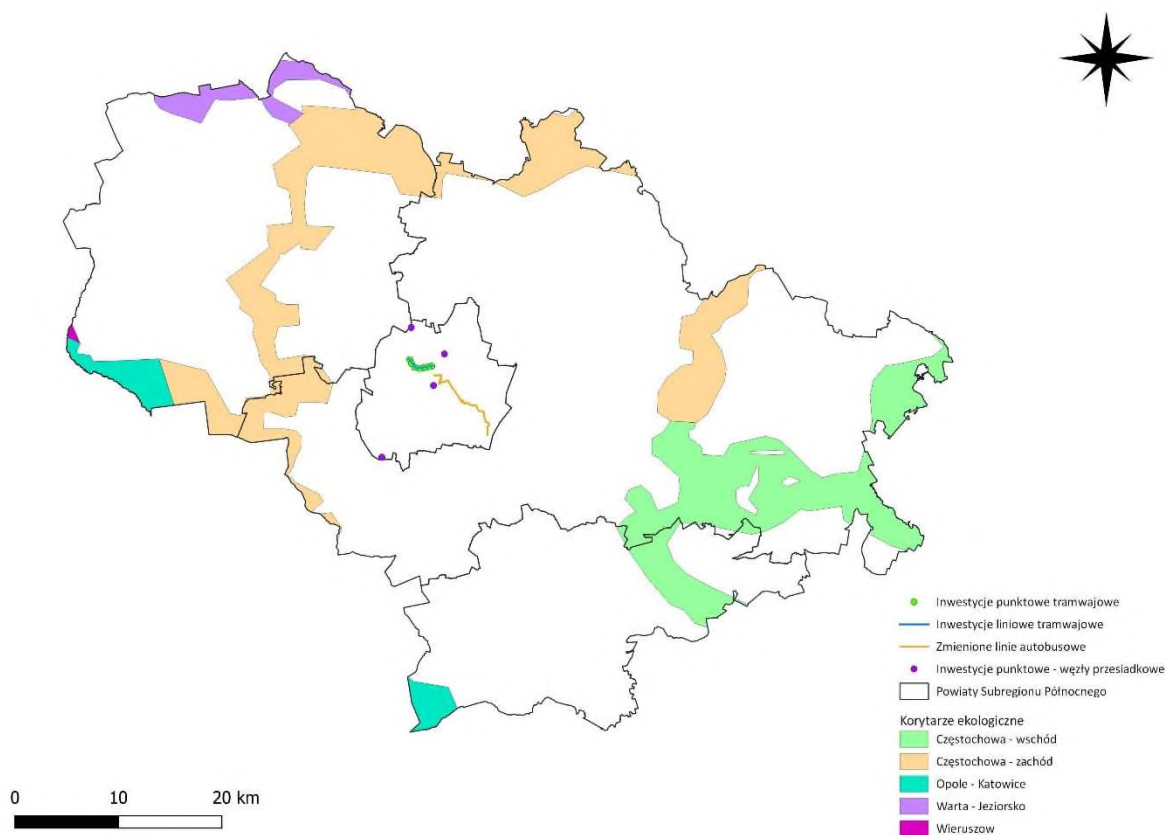 Inwestycje punktowe tramwajowe
Inwestycje liniowe tramwajowe
Zmienione linie autobusowe
Inwestycje punktowe - węzły przesiadkowe
Powiaty Subregionu Północnego
Korytarze ekologiczne
Częstochowa - wschód
Częstochowa - zachód
Opole - Katowice
Warta - Jeziorsko
Wieruszow
0 10 20 km